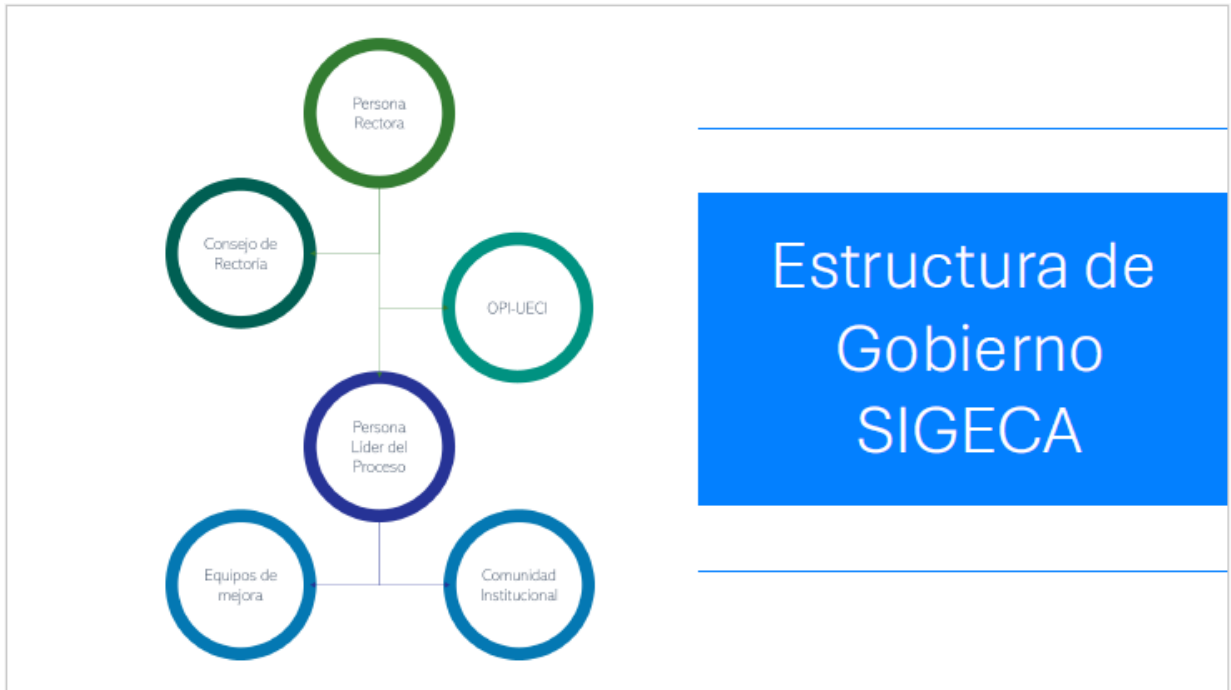 Persona
Rectora
Consejo de
Rectoría
OPI-UECI
Persona
Líder del
Proceso
Equipos de
mejora
Comunidad
Institucional
Estructura de
Gobierno
SIGECA